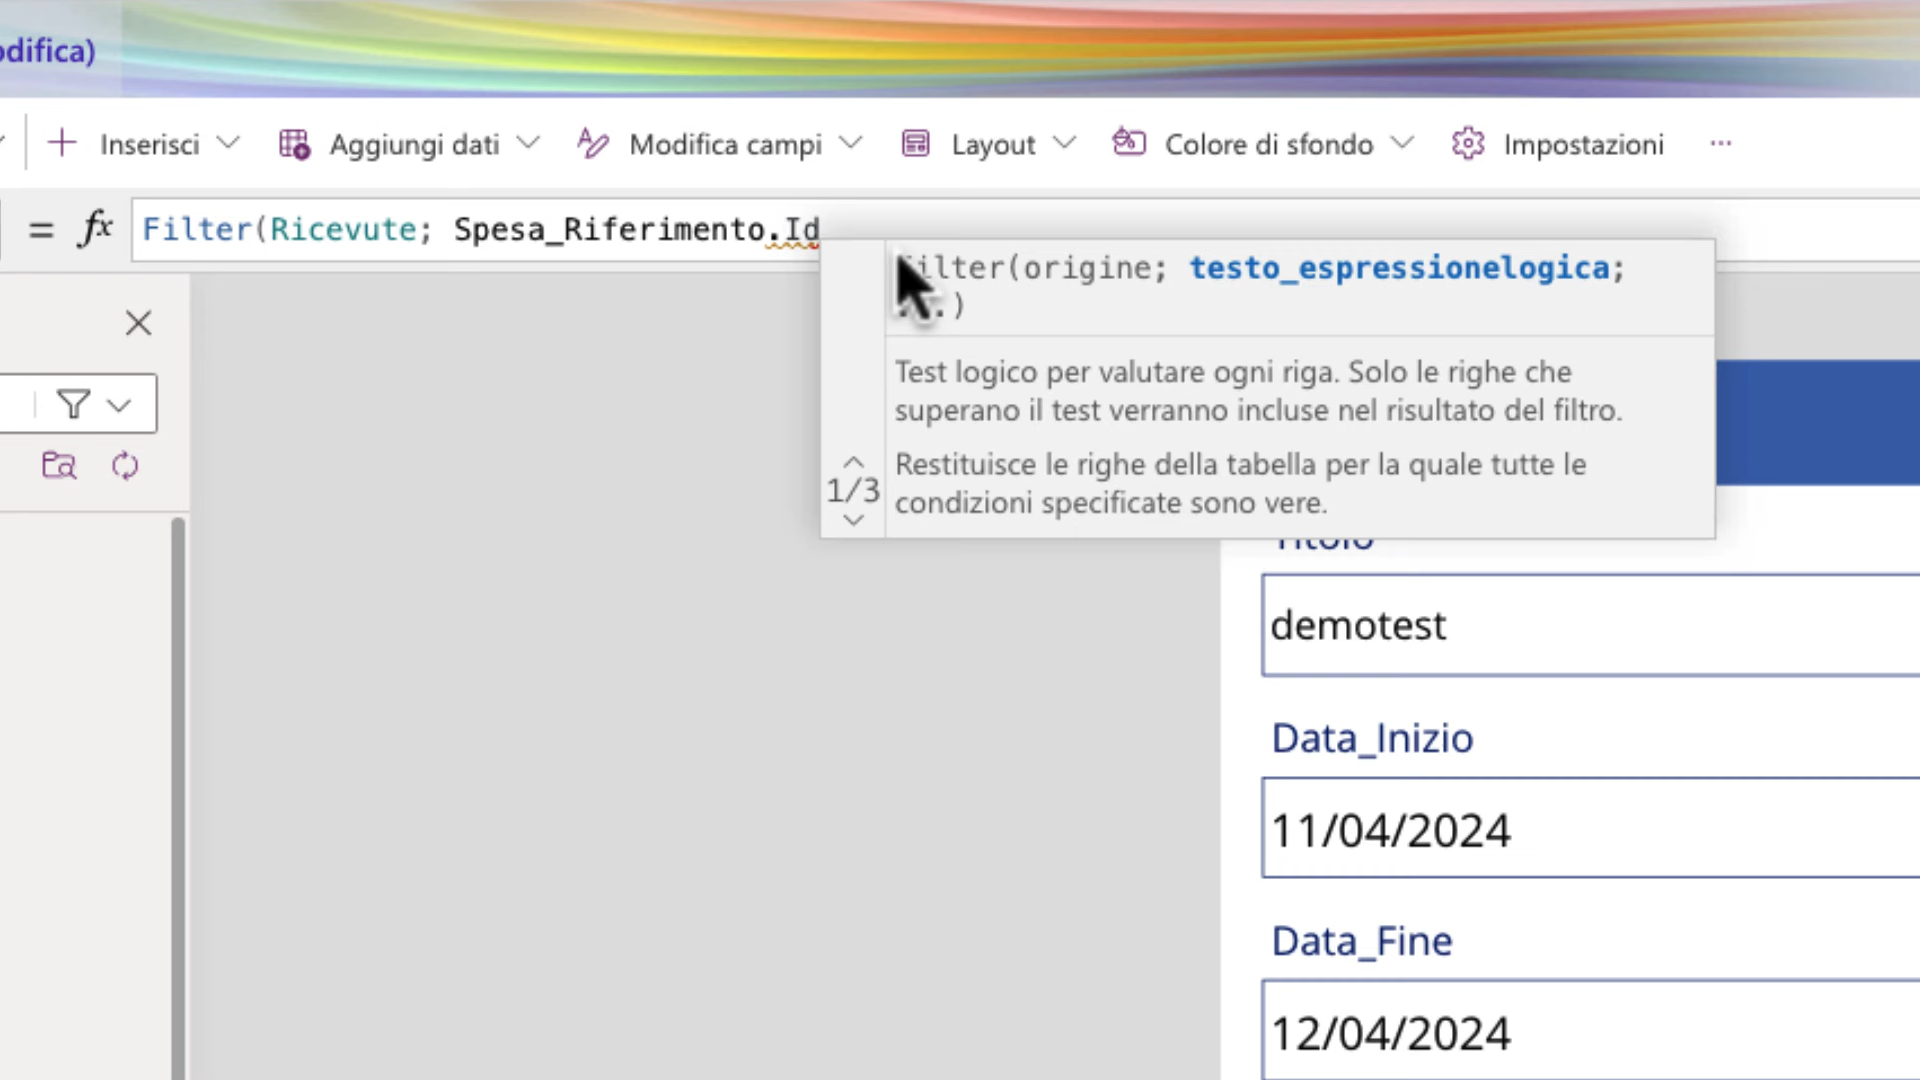 odifica)
Inserisci
Aggiungi dati
Modifica campi
Layout
Colore di sfondo
Impostazioni
...
= fx
Filter(Ricevute; Spesa_Riferimento.Id
ilter(origine; testo_espressionelogica;
.)
Test logico per valutare ogni riga. Solo le righe che
superano il test verranno incluse nel risultato del filtro.
1/3
Restituisce le righe della tabella per la quale tutte le
condizioni specificate sono vere.
Titolo
demotest
Data_Inizio
11/04/2024
Data_Fine
12/04/2024